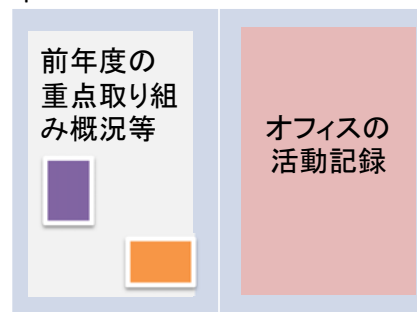 前年度の
重点取り組
み概況等
オフィスの
活動記録